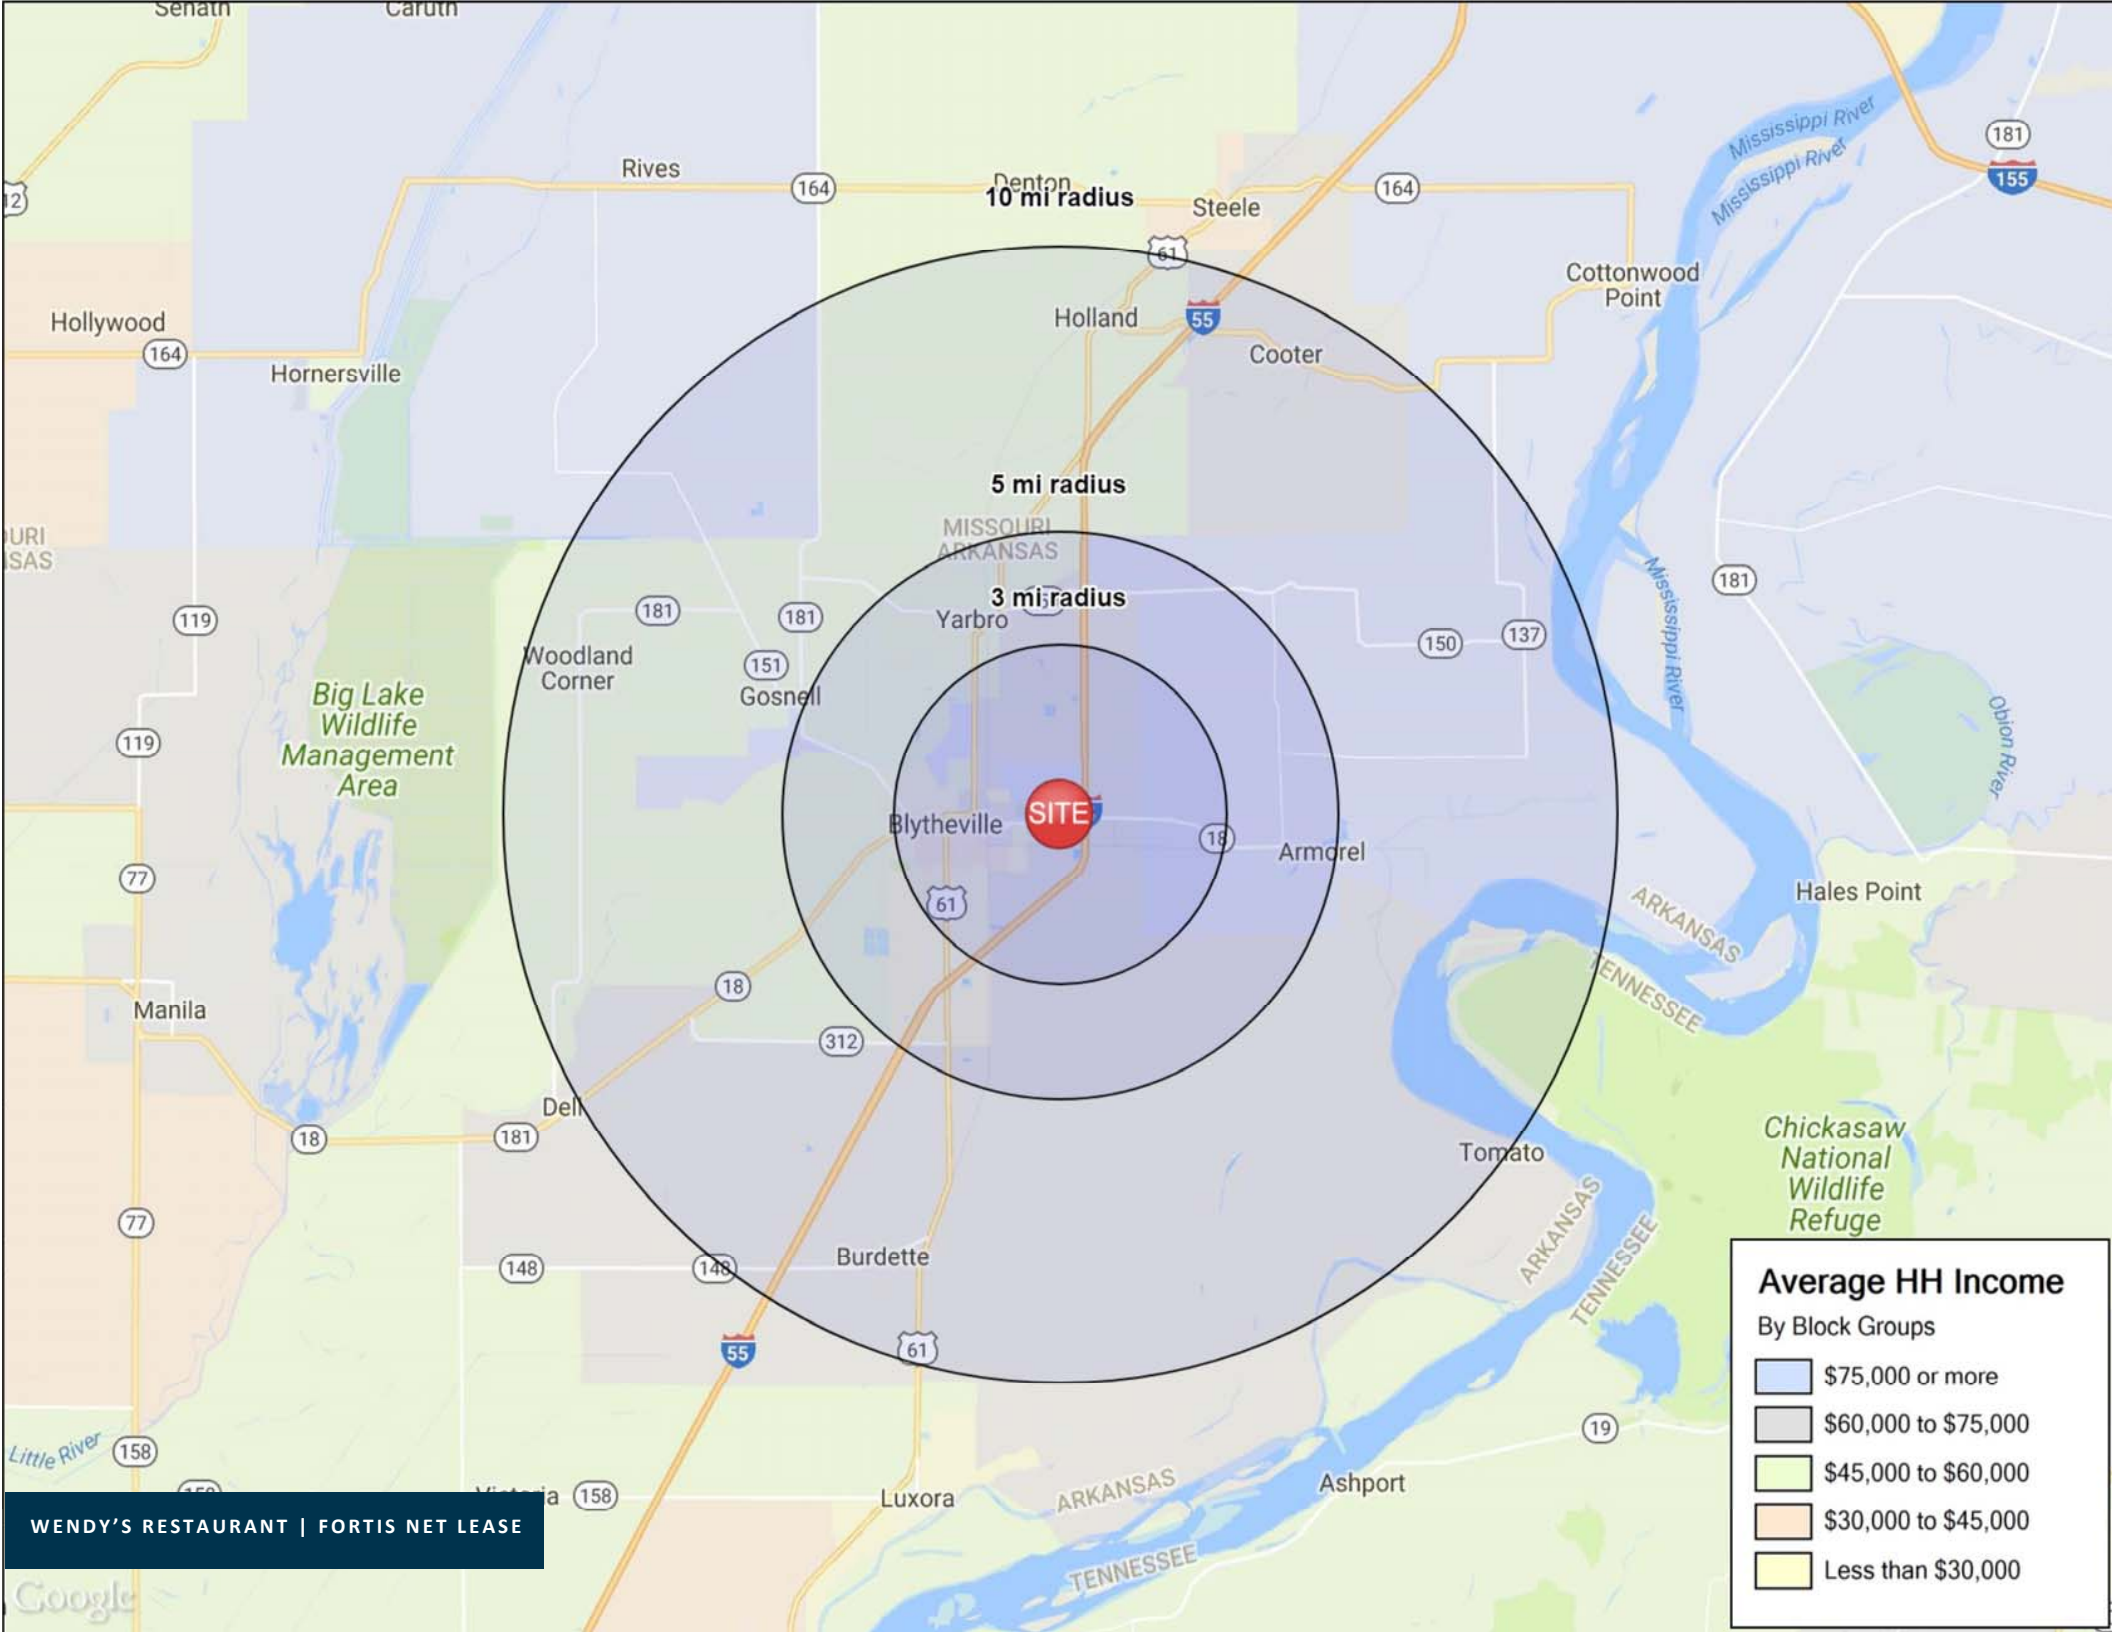 Senath
Caruth
Mississippi River
Mississippi River
181
155
Rives
164
Denton
10 mi radius
Steele
164
12
61
Cottonwood
Point
Hollywood
164
Hornersville
Holland
55
Cooter
5 mi radius
MISSOURI
ARKANSAS
URI
SAS
3 mi radius
Yarbro
119
181
181
151
Gosnell
Woodland
Corner
150
137
181
Mississippi River
Obion River
Big Lake
Wildlife
Management
Area
119
77
Blytheville
SITE
18
Armorel
61
Hales Point
ARKANSAS
TENNESSEE
Manila
18
312
Dell
18
181
Tomato
Chickasaw
National
Wildlife
Refuge
77
148
148
Burdette
ARKANSAS
TENNESSEE
55
61
Average HH Income
By Block Groups
$75,000 or more
$60,000 to $75,000
$45,000 to $60,000
$30,000 to $45,000
Less than $30,000
19
Little River
158
158
Luxora
ARKANSAS
Ashport
TENNESSEE
WENDY’S RESTAURANT | FORTIS NET LEASE
Google